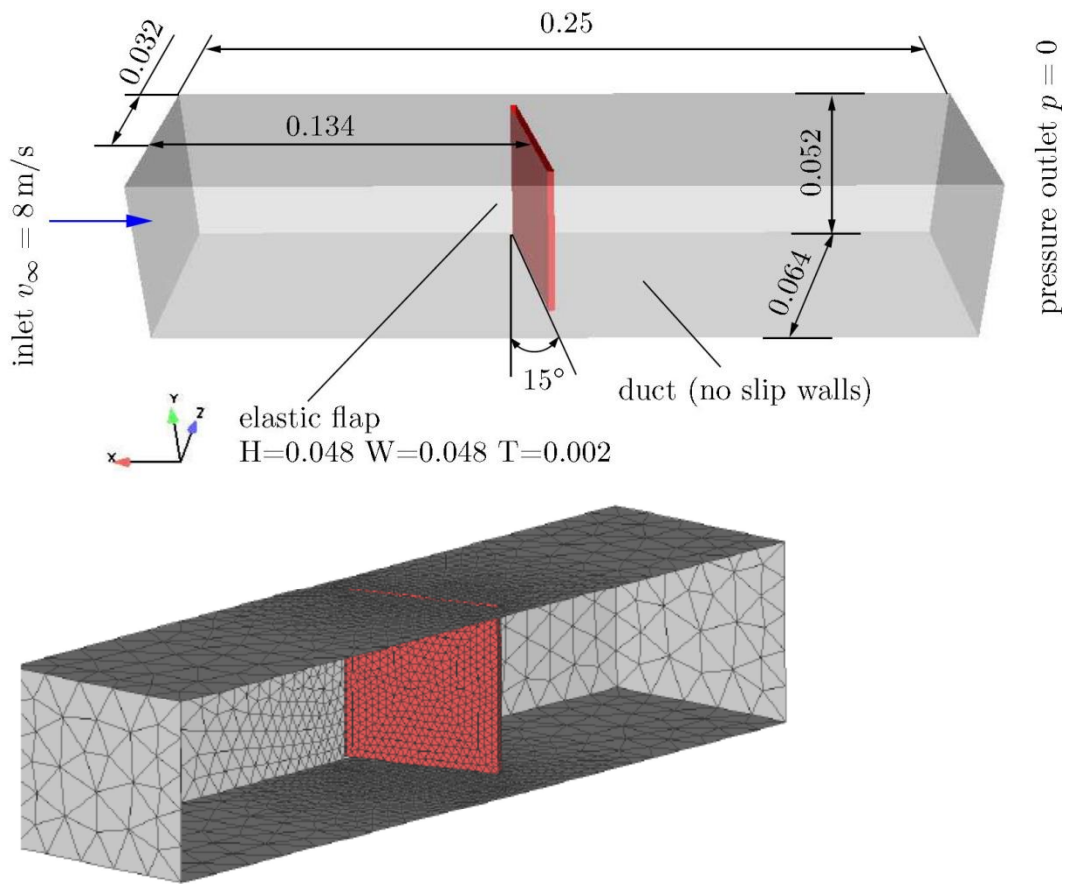 0.25
0.032
0.134
0.052
0.064
inlet v∞ = 8 m/s
pressure outlet p = 0
15°
duct (no slip walls)
elastic flap
H=0.048 W=0.048 T=0.002
Y
Z
X